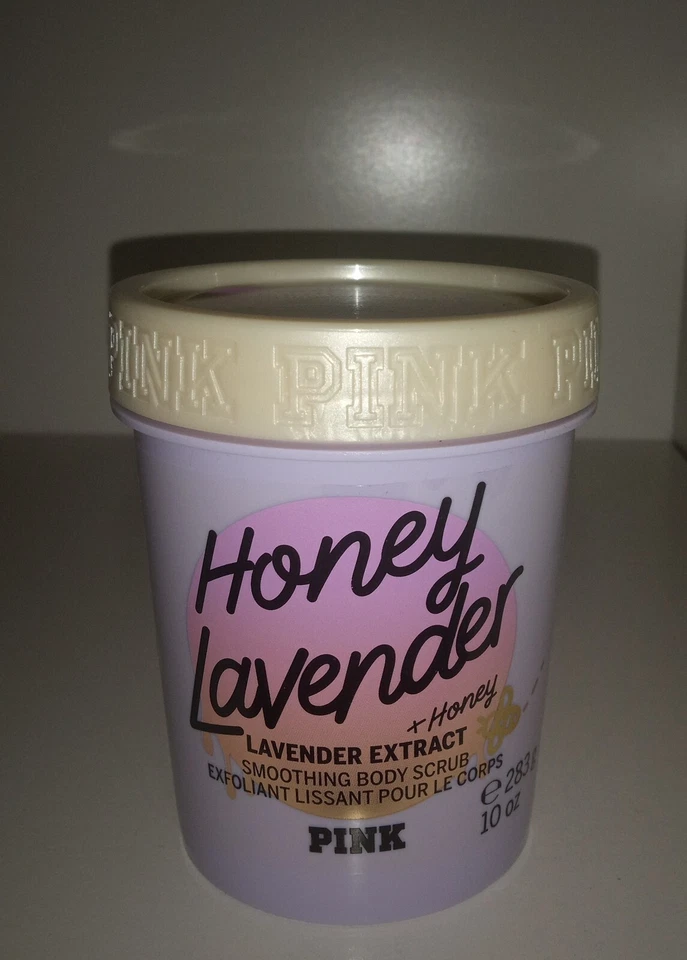 PINK PINK PINK
Honey
Lavender
+ Honey
LAVENDER EXTRACT
SMOOTHING BODY SCRUB
EXFOLIANT LISSANT POUR LE CORPS
e 283 g
10 oz
PINK